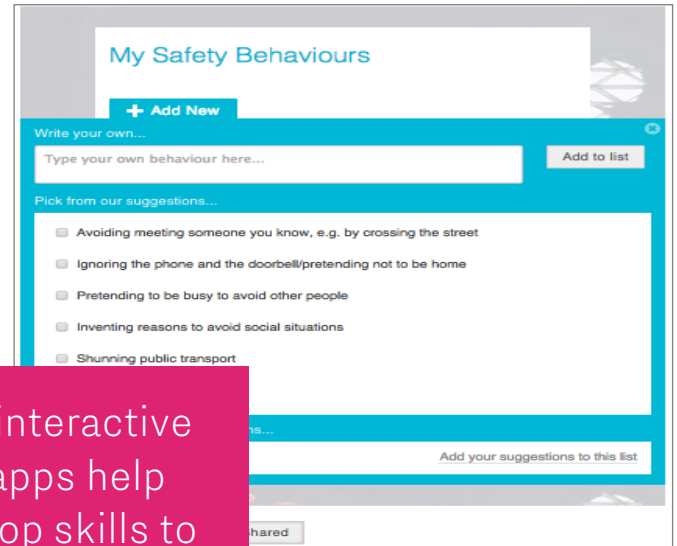 My Safety Behaviours
+ Add New
Write your own...
Type your own behaviour here...
Add to list
Pick from our suggestions...
Avoiding meeting someone you know, e.g. by crossing the street
Ignoring the phone and the doorbell/pretending not to be home
Pretending to be busy to avoid other people
Inventing reasons to avoid social situations
Shunning public transport
Add your suggestions to this list
interactive
apps help
op skills to
hared